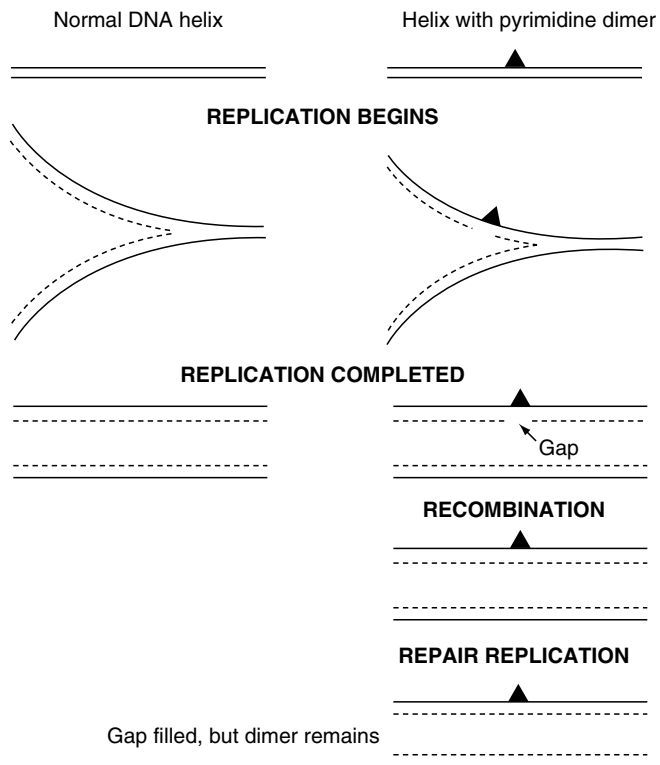 Normal DNA helix
Helix with pyrimidine dimer
REPLICATION BEGINS
REPLICATION COMPLETED
Gap
RECOMBINATION
REPAIR REPLICATION
Gap filled, but dimer remains